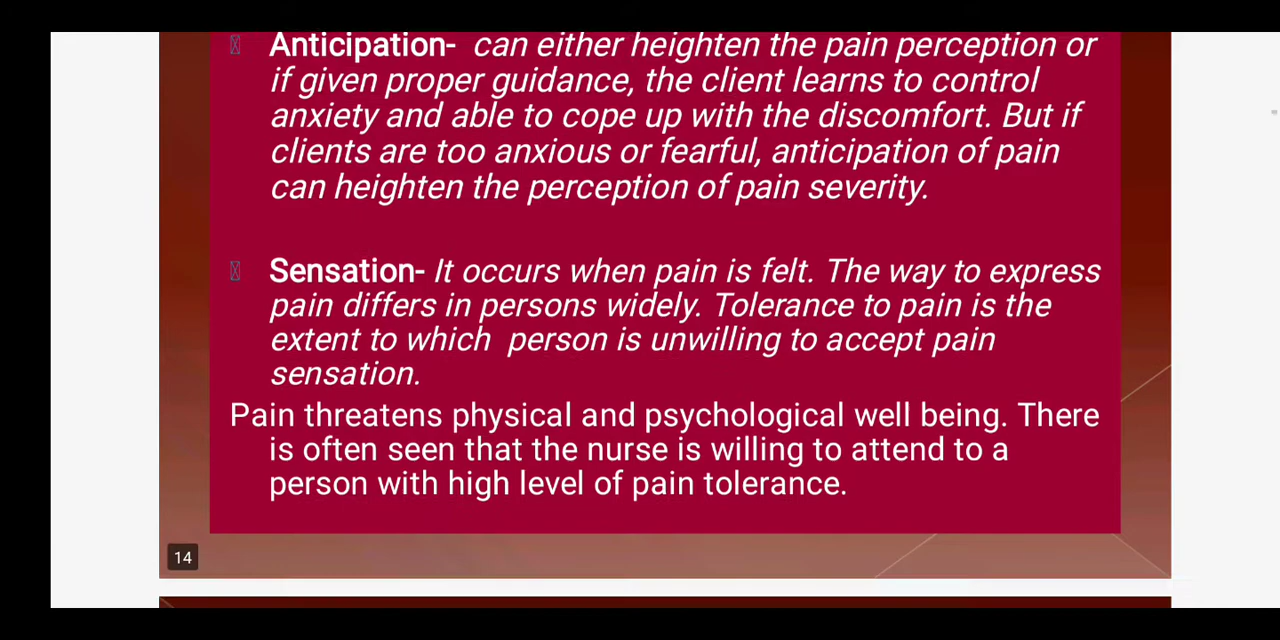 Anticipation- can either heighten the pain perception or
if given proper guidance, the client learns to control
anxiety and able to cope up with the discomfort. But if
clients are too anxious or fearful, anticipation of pain
can heighten the perception of pain severity.
Sensation- It occurs when pain is felt. The way to express
pain differs in persons widely. Tolerance to pain is the
extent to which person is unwilling to accept pain
sensation.
Pain threatens physical and psychological well being. There
is often seen that the nurse is willing to attend to a
person with high level of pain tolerance.
14